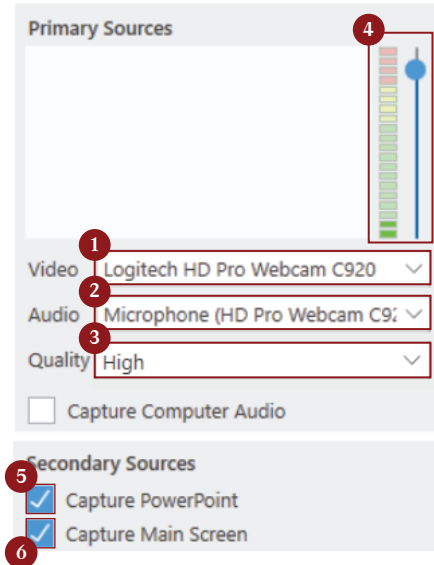 Primary Sources
4
1
Video Logitech HD Pro Webcam C920
2
Audio Microphone (HD Pro Webcam C92
3
Quality High
Capture Computer Audio
Secondary Sources
5
Capture PowerPoint
Capture Main Screen
6